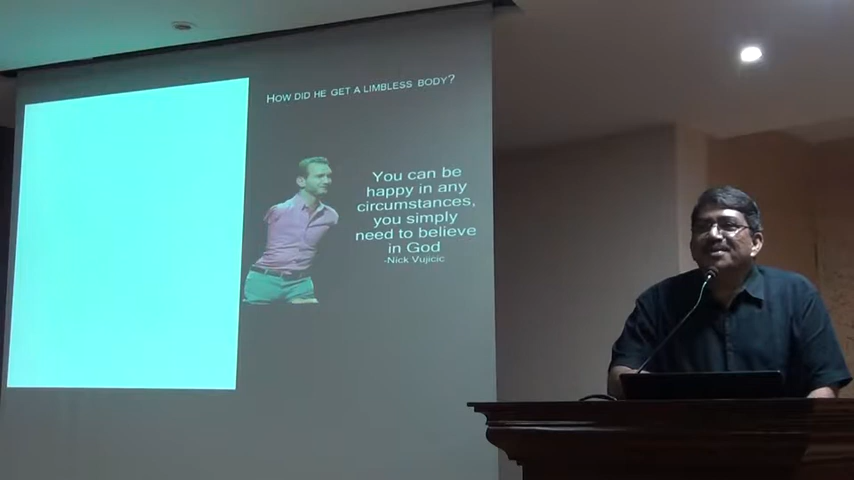 HOW DID HE GET A LIMBLESS BODY?
You can be
happy in any
circumstances,
you simply
need to believe
in God
-Nick Vujicic